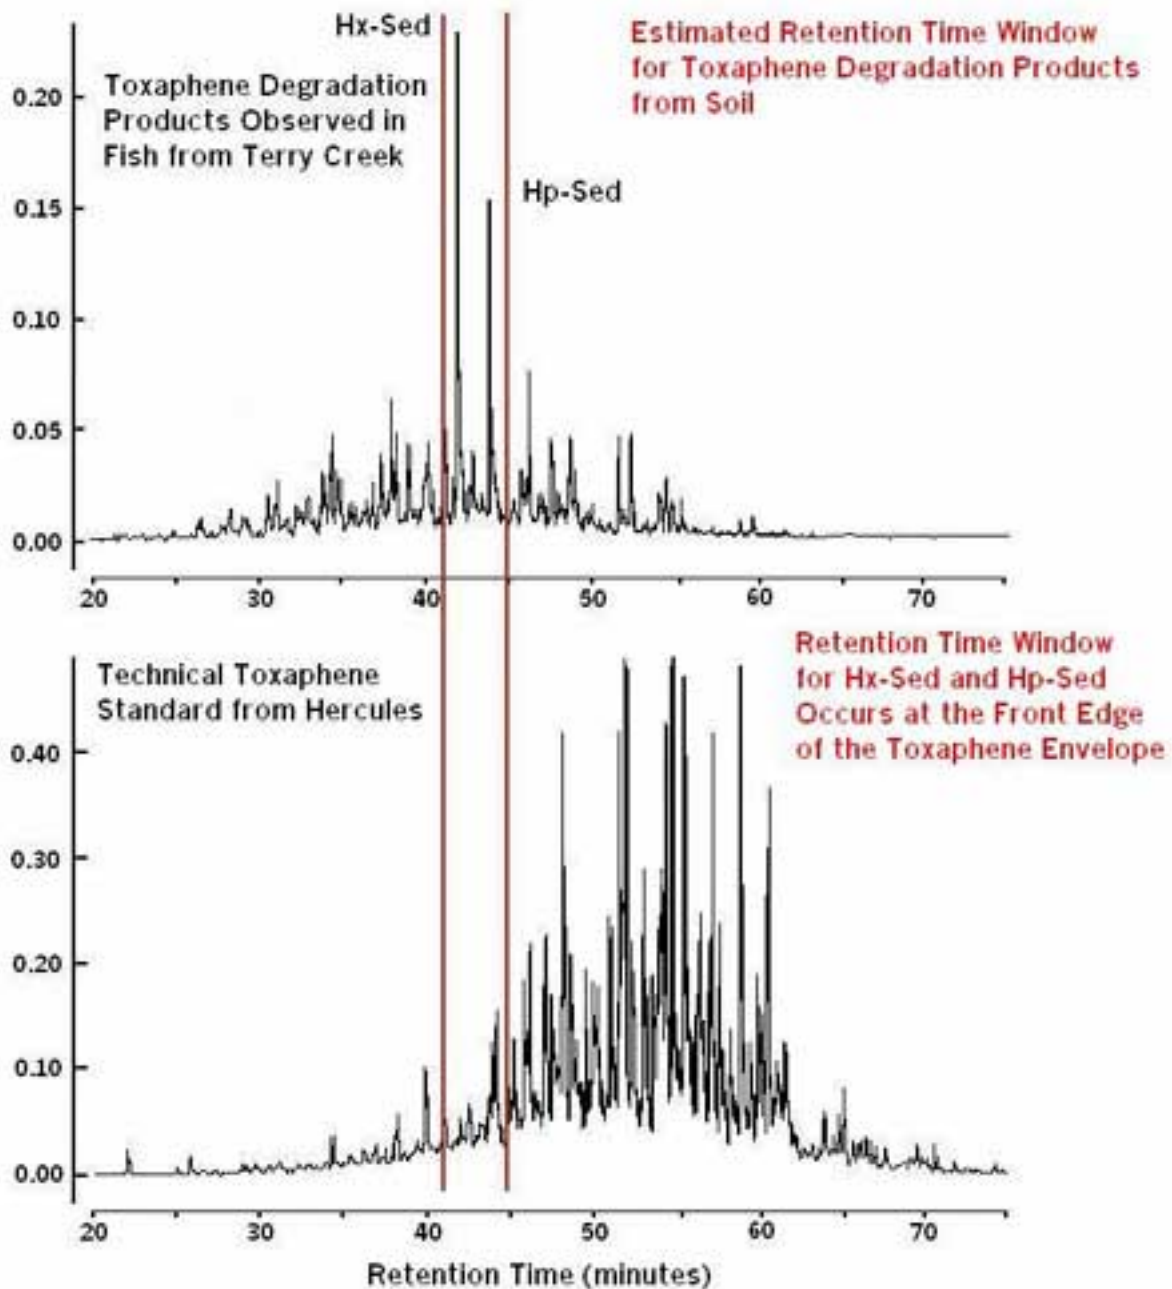 Hx-Sed
Estimated Retention Time Window
for Toxaphene Degradation Products
from Soil
Toxaphene Degradation
Products Observed in
Fish from Terry Creek
Hp-Sed
0.20
0.15
0.10
0.05
0.00
20 30 40 50 60 70
Technical Toxaphene
Standard from Hercules
Retention Time Window
for Hx-Sed and Hp-Sed
Occurs at the Front Edge
of the Toxaphene Envelope
0.40
0.30
0.20
0.10
0.00
20 30 40 50 60 70
Retention Time (minutes)